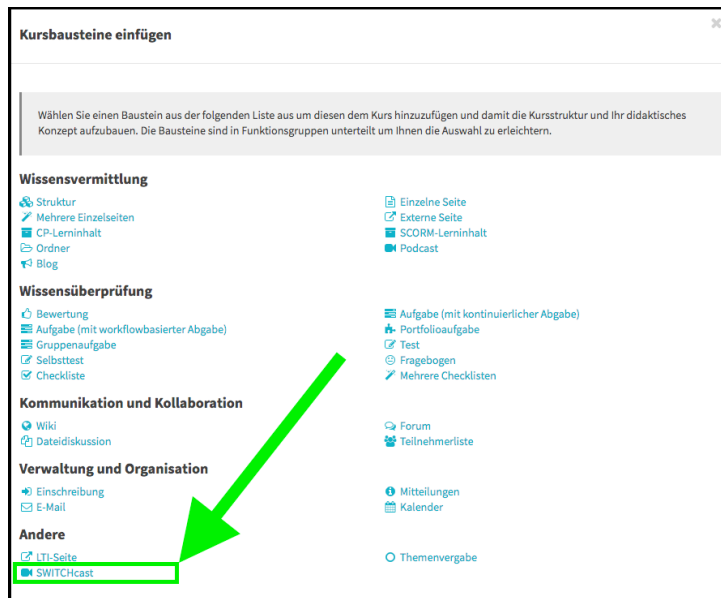 Kursbausteine einfügen
Wählen Sie einen Baustein aus der folgenden Liste aus um diesen dem Kurs hinzuzufügen und damit die Kursstruktur und Ihr didaktisches
Konzept aufzubauen. Die Bausteine sind in Funktionsgruppen unterteilt um Ihnen die Auswahl zu erleichtern.
Wissensvermittlung
Struktur
Einzelne Seite
Mehrere Einzelseiten
Externe Seite
CP-Lerninhalt
SCORM-Lerninhalt
Ordner
Podcast
Blog
Wissensüberprüfung
Bewertung
Aufgabe (mit kontinuierlicher Abgabe)
Aufgabe (mit workflowbasierter Abgabe)
Portfolioaufgabe
Gruppenaufgabe
Test
Selbsttest
Fragebogen
Checkliste
Mehrere Checklisten
Kommunikation und Kollaboration
Wiki
Forum
Dateidiskussion
Teilnehmerliste
Verwaltung und Organisation
Einschreibung
Mitteilungen
E-Mail
Kalender
Andere
LTI-Seite
Themenvergabe
SWITCHcast